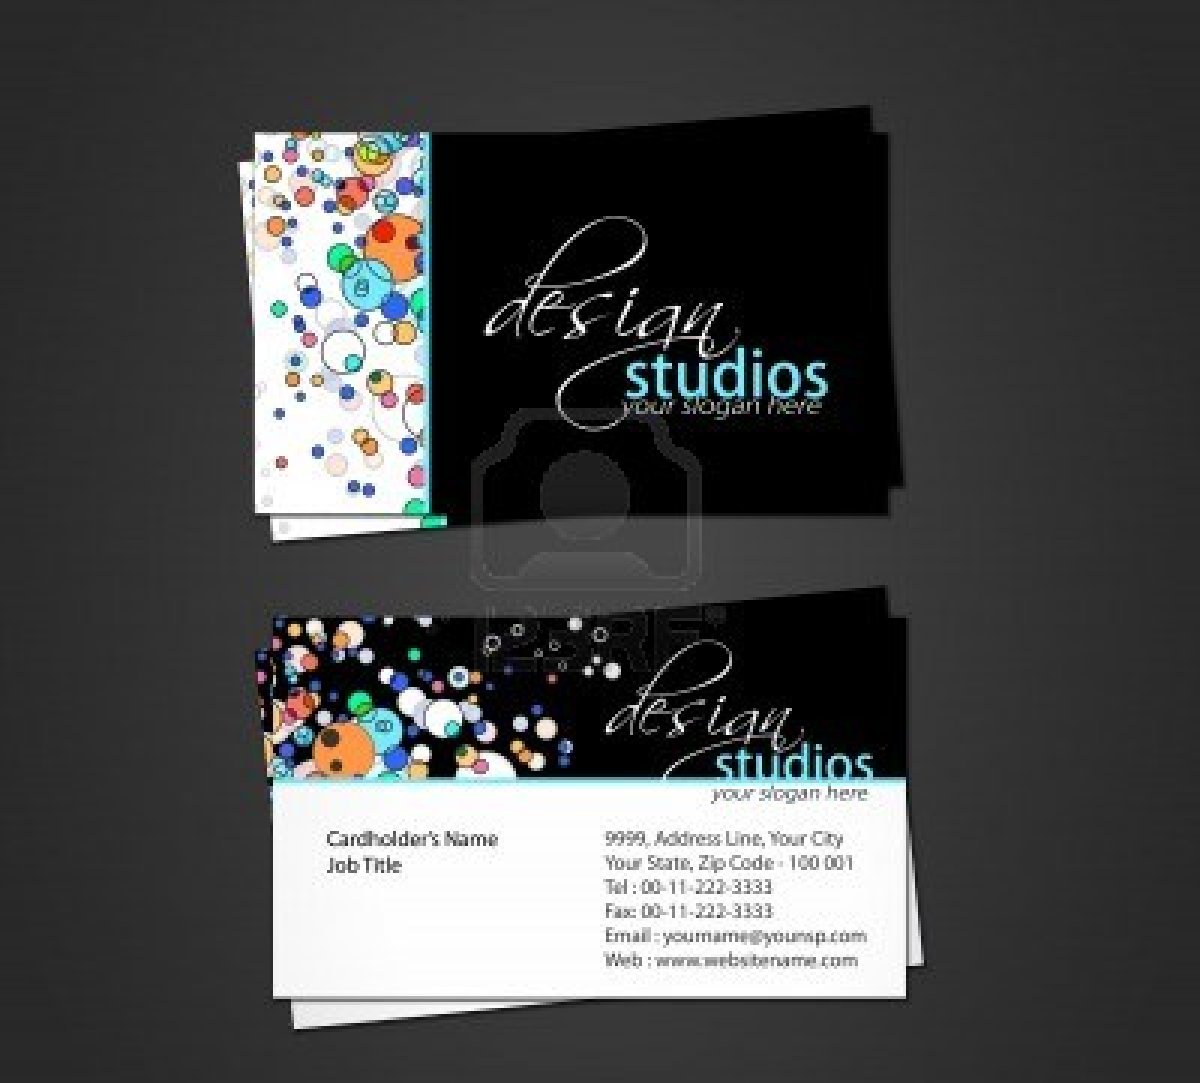 design
studios
your slogan here
123RF®
design
studios
your slogan here
Cardholder's Name
Job Title
9999, Address Line, Your City
Your State, Zip Code - 100 001
Tel : 00-11-222-3333
Fax: 00-11-222-3333
Email : yourname@yourisp.com
Web : www.websitename.com